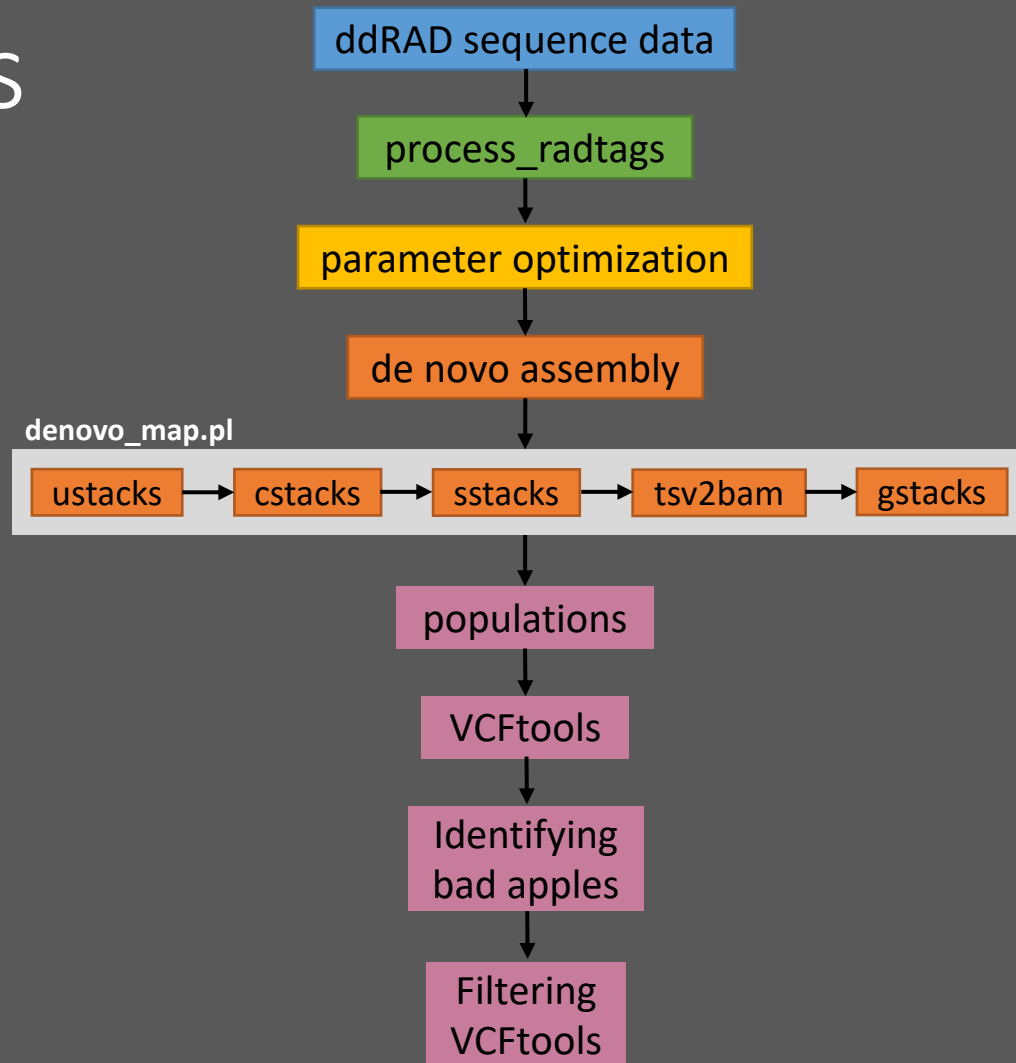 S
ddRAD sequence data
process_radtags
parameter optimization
de novo assembly
denovo_map.pl
ustacks
cstacks
sstacks
tsv2bam
gstacks
populations
VCFtools
Identifying
bad apples
Filtering
VCFtools